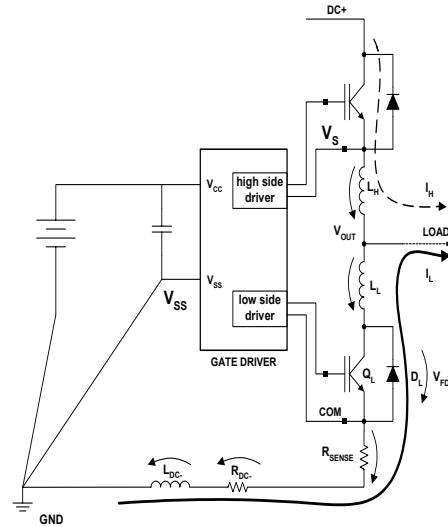 DC+
V_S
V_CC
high side
driver
L_H
I_H
V_OUT
LOAD
I_L
L_L
V_SS
V_SS
low side
driver
GATE DRIVER
Q_L
D_L
V_FD
COM
R_SENSE
L_DC-
R_DC-
GND